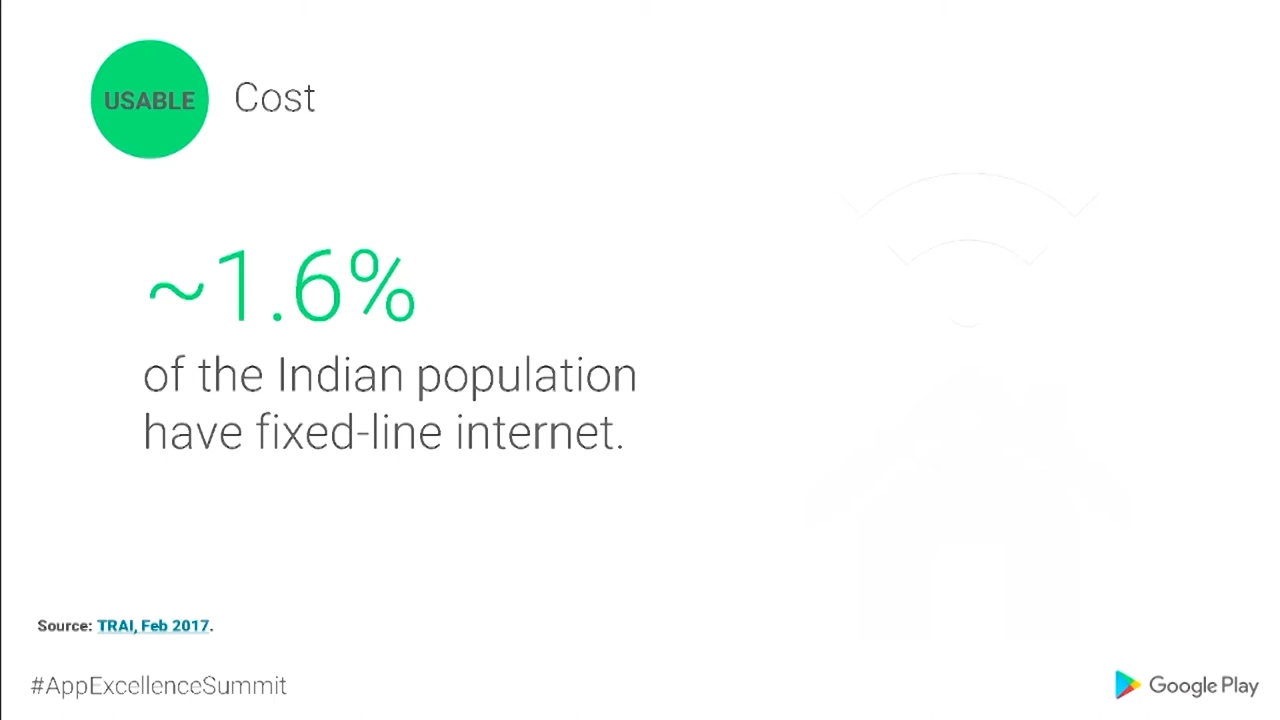 USABLE
Cost
~1.6%
of the Indian population
have fixed-line internet.
Source: TRAI, Feb 2017.
#AppExcellenceSummit
Google Play